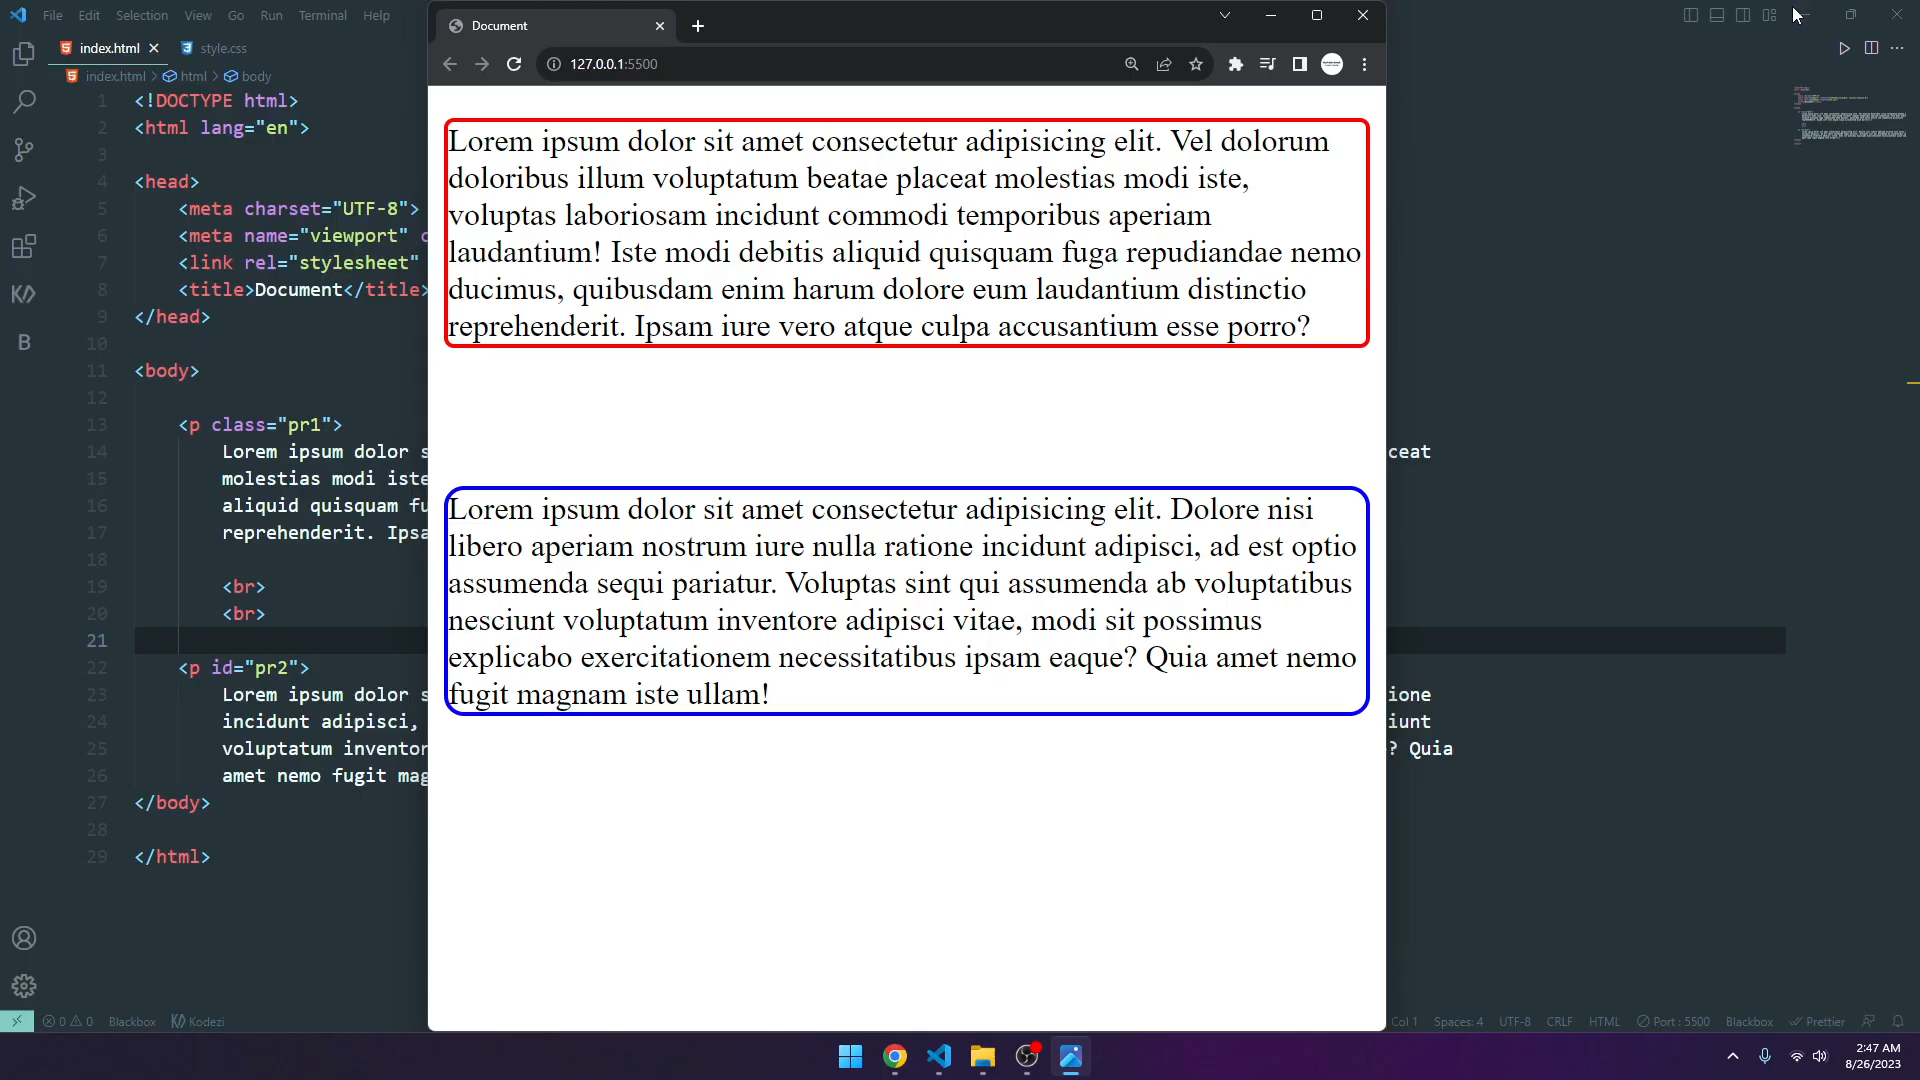 File Edit Selection View Go Run Terminal Help
index.html style.css
index.html html body
1 <!DOCTYPE html>
2 <html lang="en">
3
4 <head>
5 <meta charset="UTF-8">
6 <meta name="viewport" c
7 <link rel="stylesheet"
8 <title>Document</title>
9 </head>
10
11 <body>
12
13 <p class="pr1">
14 Lorem ipsum dolor s
15 molestias modi iste
16 aliquid quisquam fu
17 reprehenderit. Ipsa
18
19 <br>
20 <br>
21
22 <p id="pr2">
23 Lorem ipsum dolor s
24 incidunt adipisci,
25 voluptatum inventor
26 amet nemo fugit mag
27 </body>
28
29 </html>
Document
127.0.0.1:5500
Lorem ipsum dolor sit amet consectetur adipisicing elit. Vel dolorum
doloribus illum voluptatum beatae placeat molestias modi iste,
voluptas laboriosam incidunt commodi temporibus aperiam
laudantium! Iste modi debitis aliquid quisquam fuga repudiandae nemo
ducimus, quibusdam enim harum dolore eum laudantium distinctio
reprehenderit. Ipsam iure vero atque culpa accusantium esse porro?
Lorem ipsum dolor sit amet consectetur adipisicing elit. Dolore nisi
libero aperiam nostrum iure nulla ratione incidunt adipisci, ad est optio
assumenda sequi pariatur. Voluptas sint qui assumenda ab voluptatibus
nesciunt voluptatum inventore adipisci vitae, modi sit possimus
explicabo exercitationem necessitatibus ipsam eaque? Quia amet nemo
fugit magnam iste ullam!
ceat
ione
iunt
? Quia
B
0 0 Blackbox Kodezi
Col 1 Spaces: 4 UTF-8 CRLF HTML Port : 5500 Blackbox Prettier
2:47 AM
8/26/2023